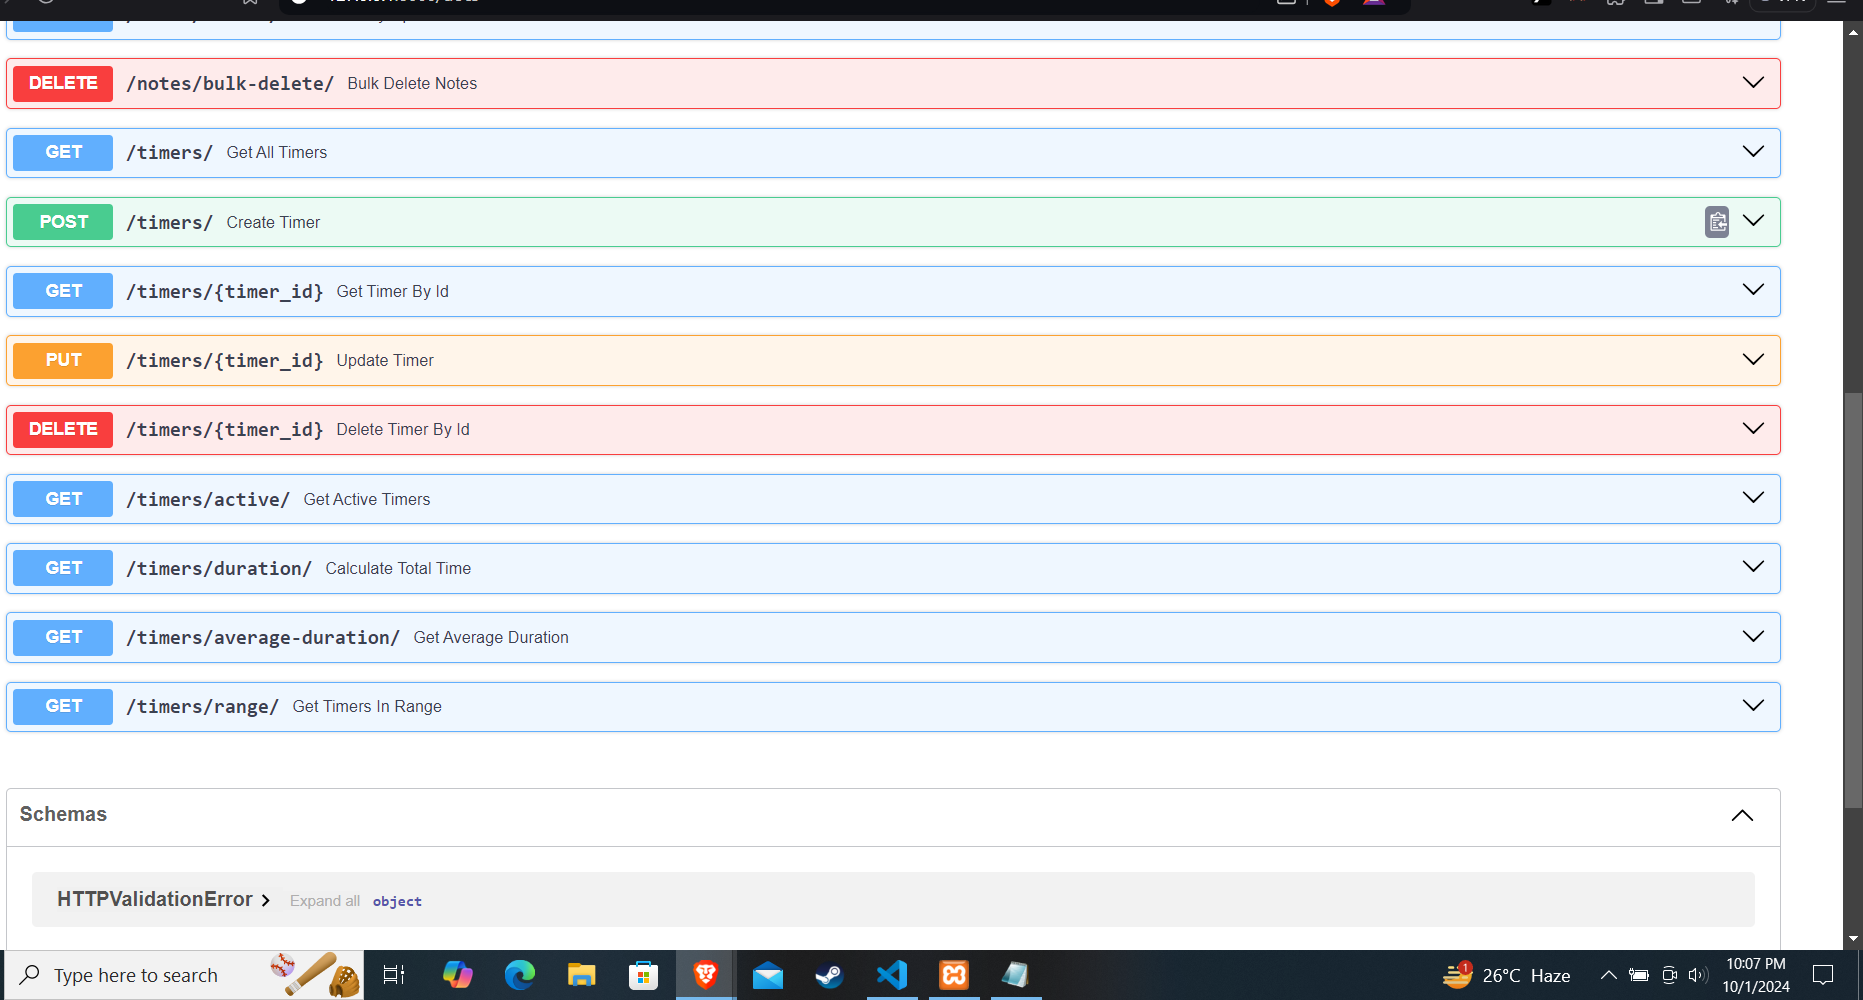 DELETE /notes/bulk-delete/ Bulk Delete Notes
GET /timers/ Get All Timers
POST /timers/ Create Timer
GET /timers/{timer_id} Get Timer By Id
PUT /timers/{timer_id} Update Timer
DELETE /timers/{timer_id} Delete Timer By Id
GET /timers/active/ Get Active Timers
GET /timers/duration/ Calculate Total Time
GET /timers/average-duration/ Get Average Duration
GET /timers/range/ Get Timers In Range
Schemas
HTTPValidationError Expand all object
Type here to search
1
26°C Haze
10:07 PM
10/1/2024